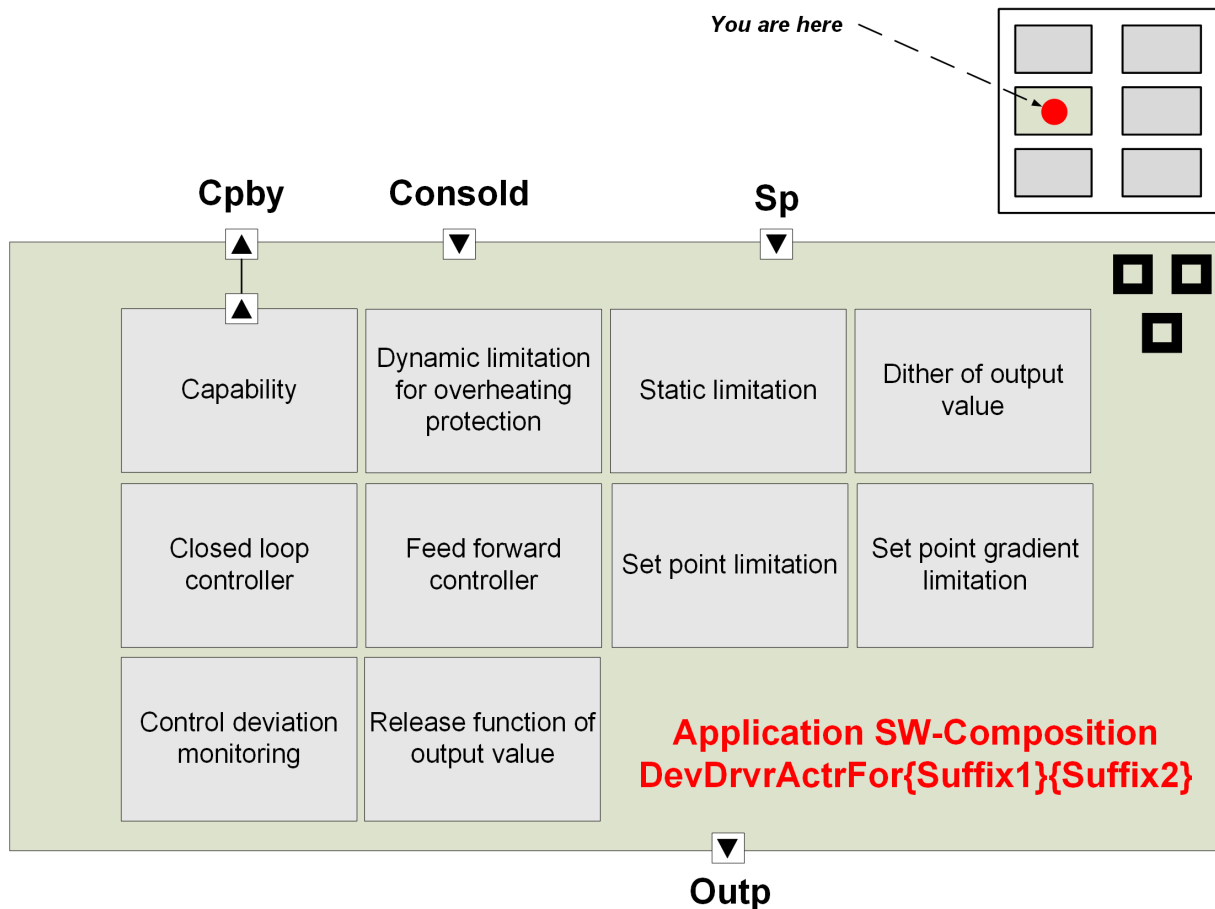 You are here
Cpby
Consold
Sp
Capability
Dynamic limitation
for overheating
protection
Static limitation
Dither of output
value
Closed loop
controller
Feed forward
controller
Set point limitation
Set point gradient
limitation
Control deviation
monitoring
Release function of
output value
Application SW-Composition
DevDrvrActrFor{Suffix1}{Suffix2}
Outp